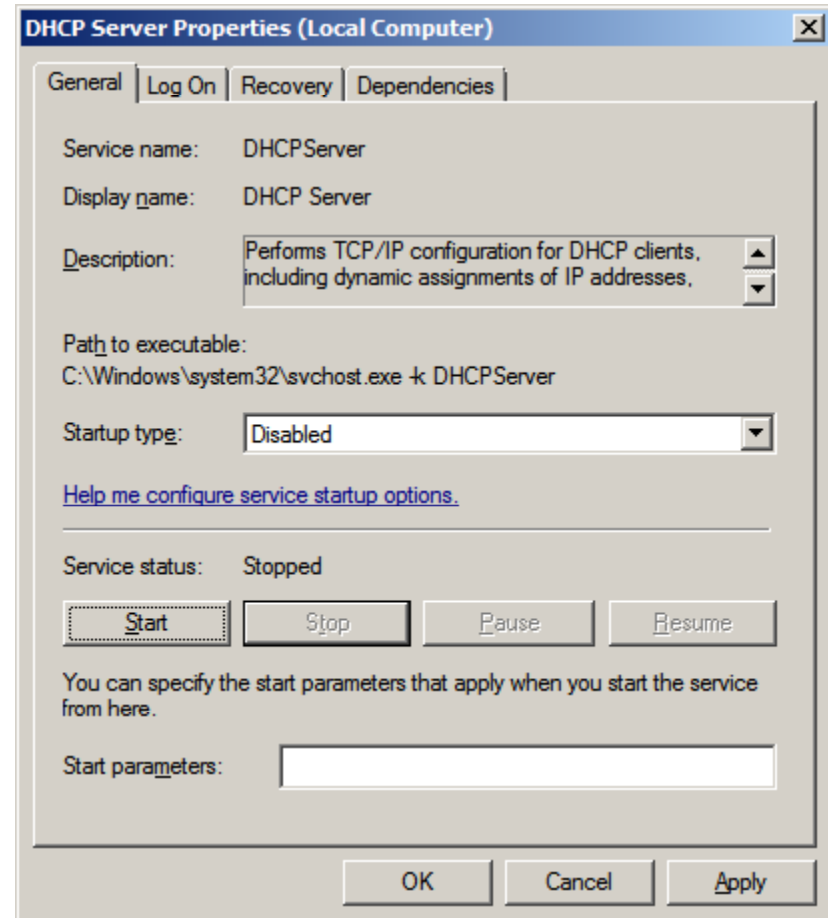 DHCP Server Properties (Local Computer)
General Log On Recovery Dependencies
Service name: DHCPServer
Display name: DHCP Server
Description: Performs TCP/IP configuration for DHCP clients,
including dynamic assignments of IP addresses,
Path to executable:
C:\Windows\system32\svchost.exe -k DHCPServer
Startup type: Disabled
Help me configure service startup options.
Service status: Stopped
Start Stop Pause Resume
You can specify the start parameters that apply when you start the service
from here.
Start parameters:
OK Cancel Apply